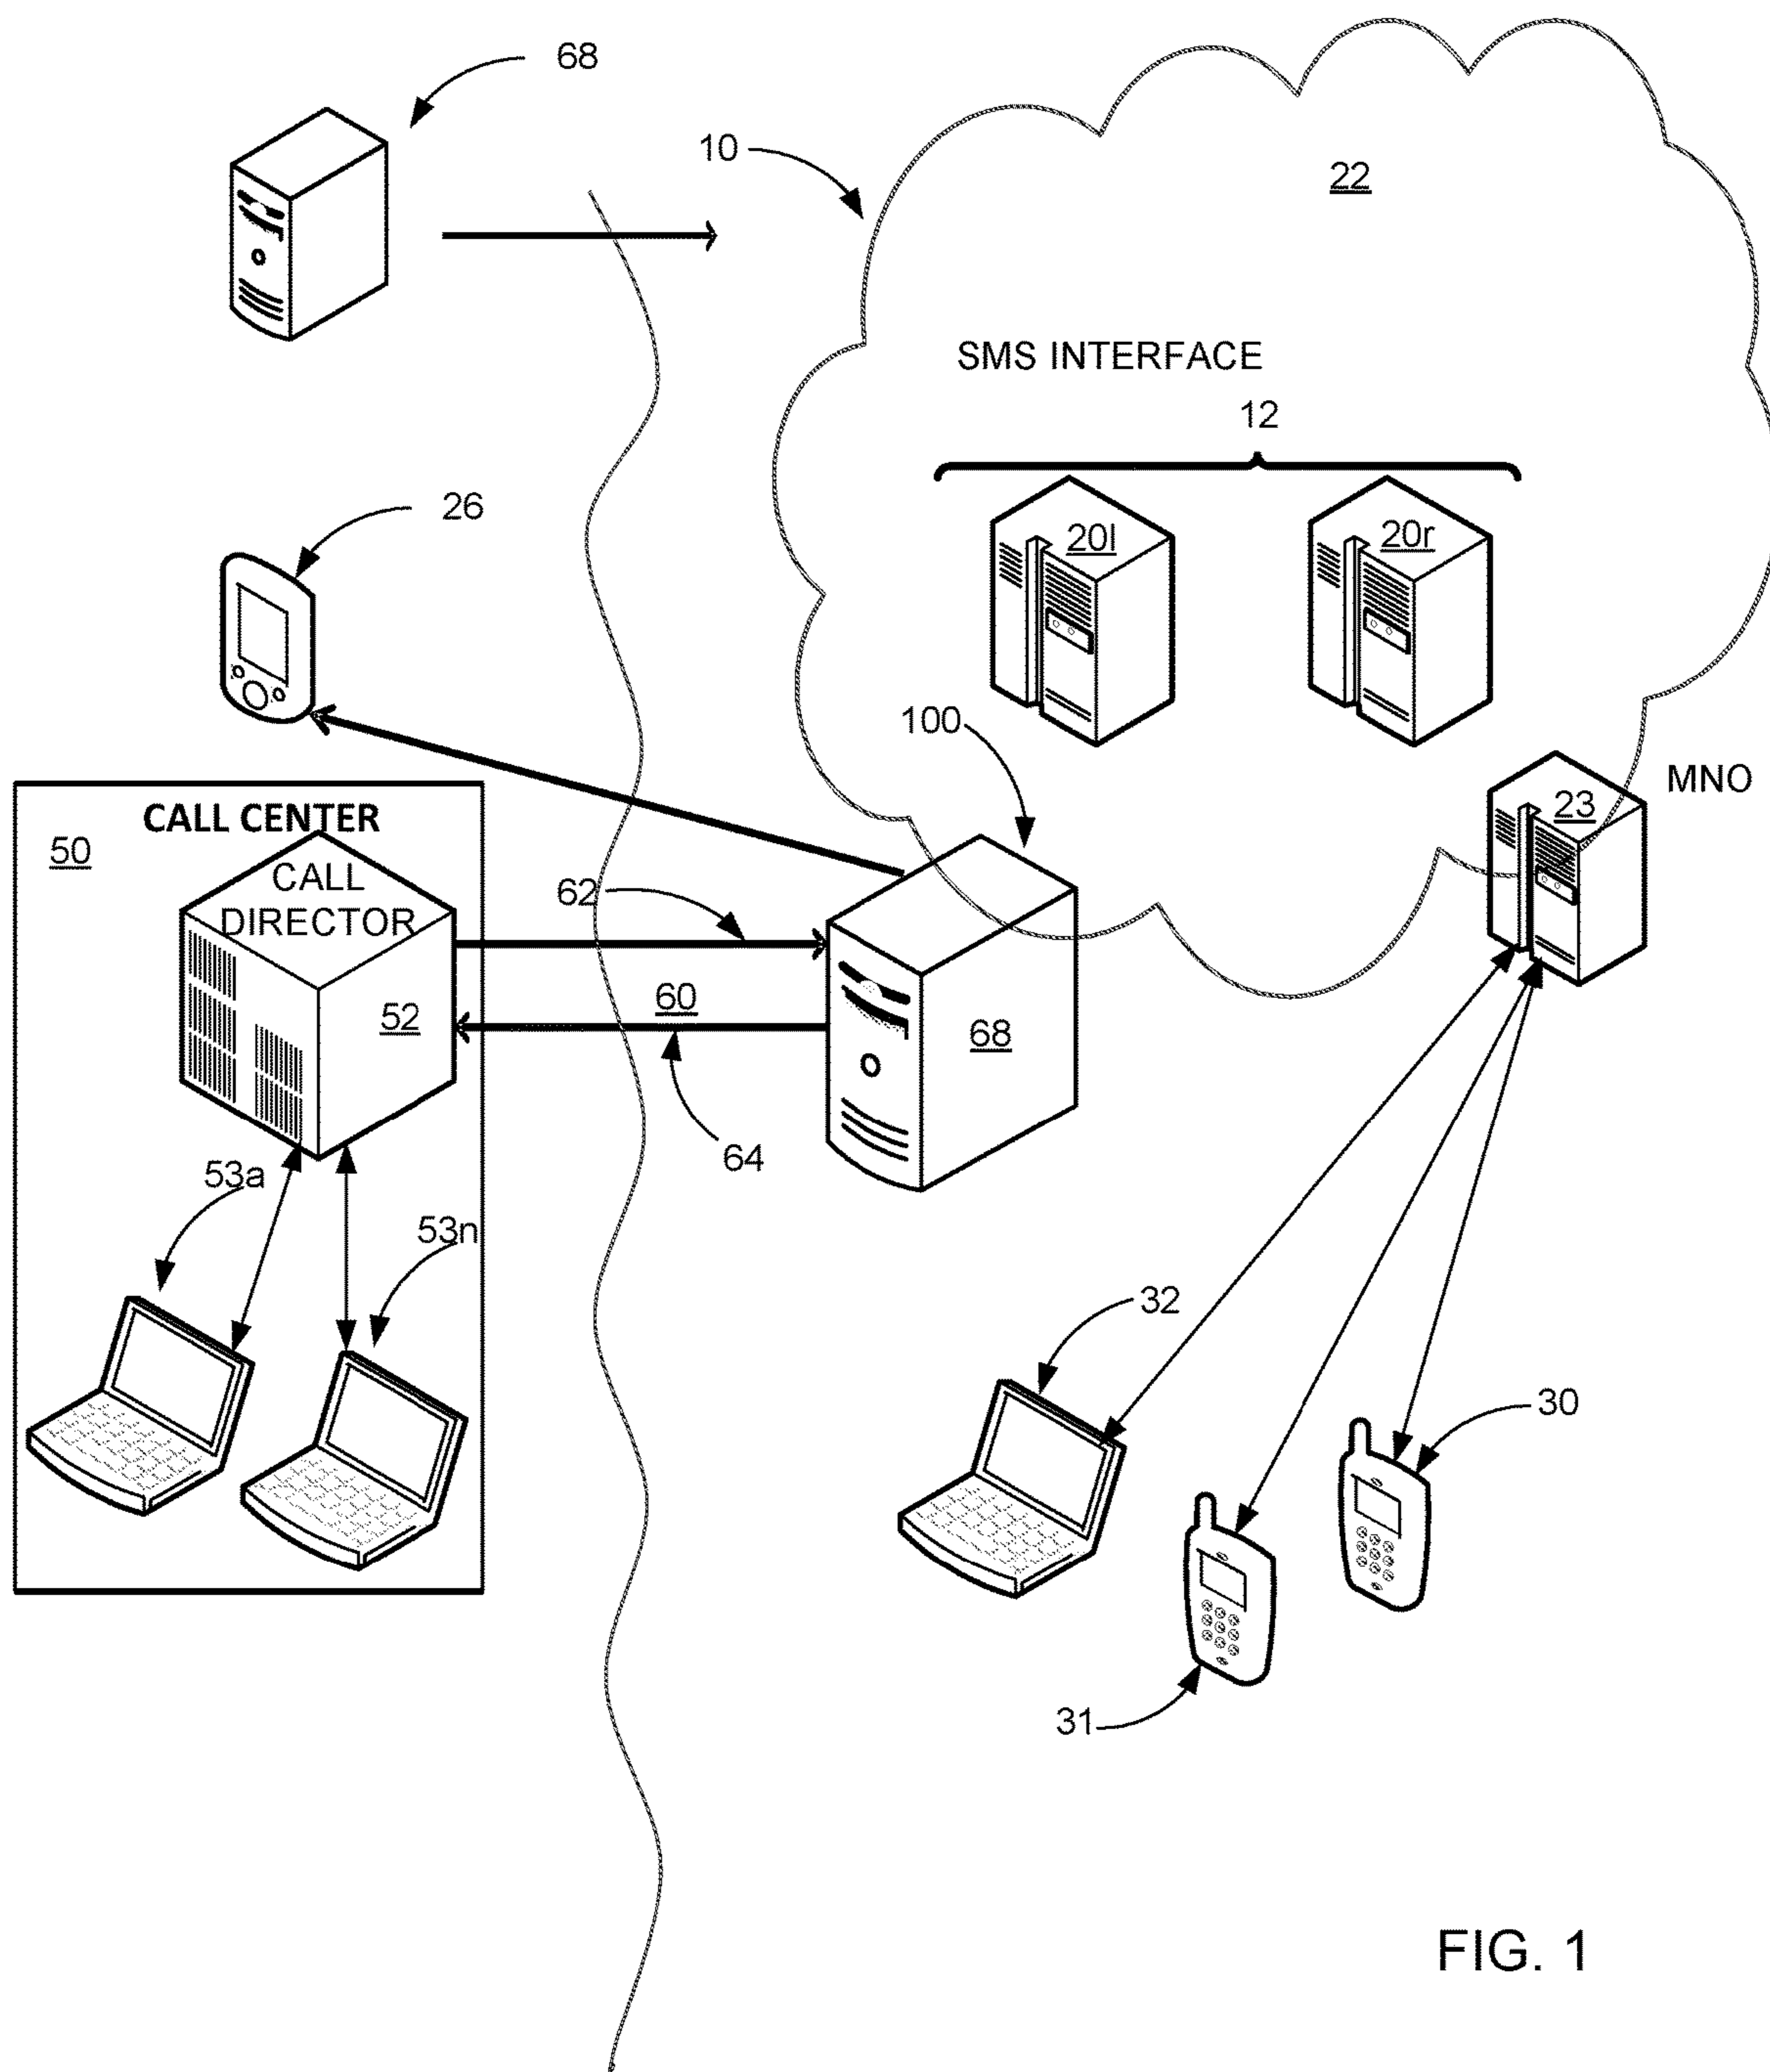 68
10
22
SMS INTERFACE
12
26
20l
20r
100
MNO
23
CALL CENTER
50
CALL
DIRECTOR
62
60
52
68
64
53a
53n
32
30
31
FIG. 1